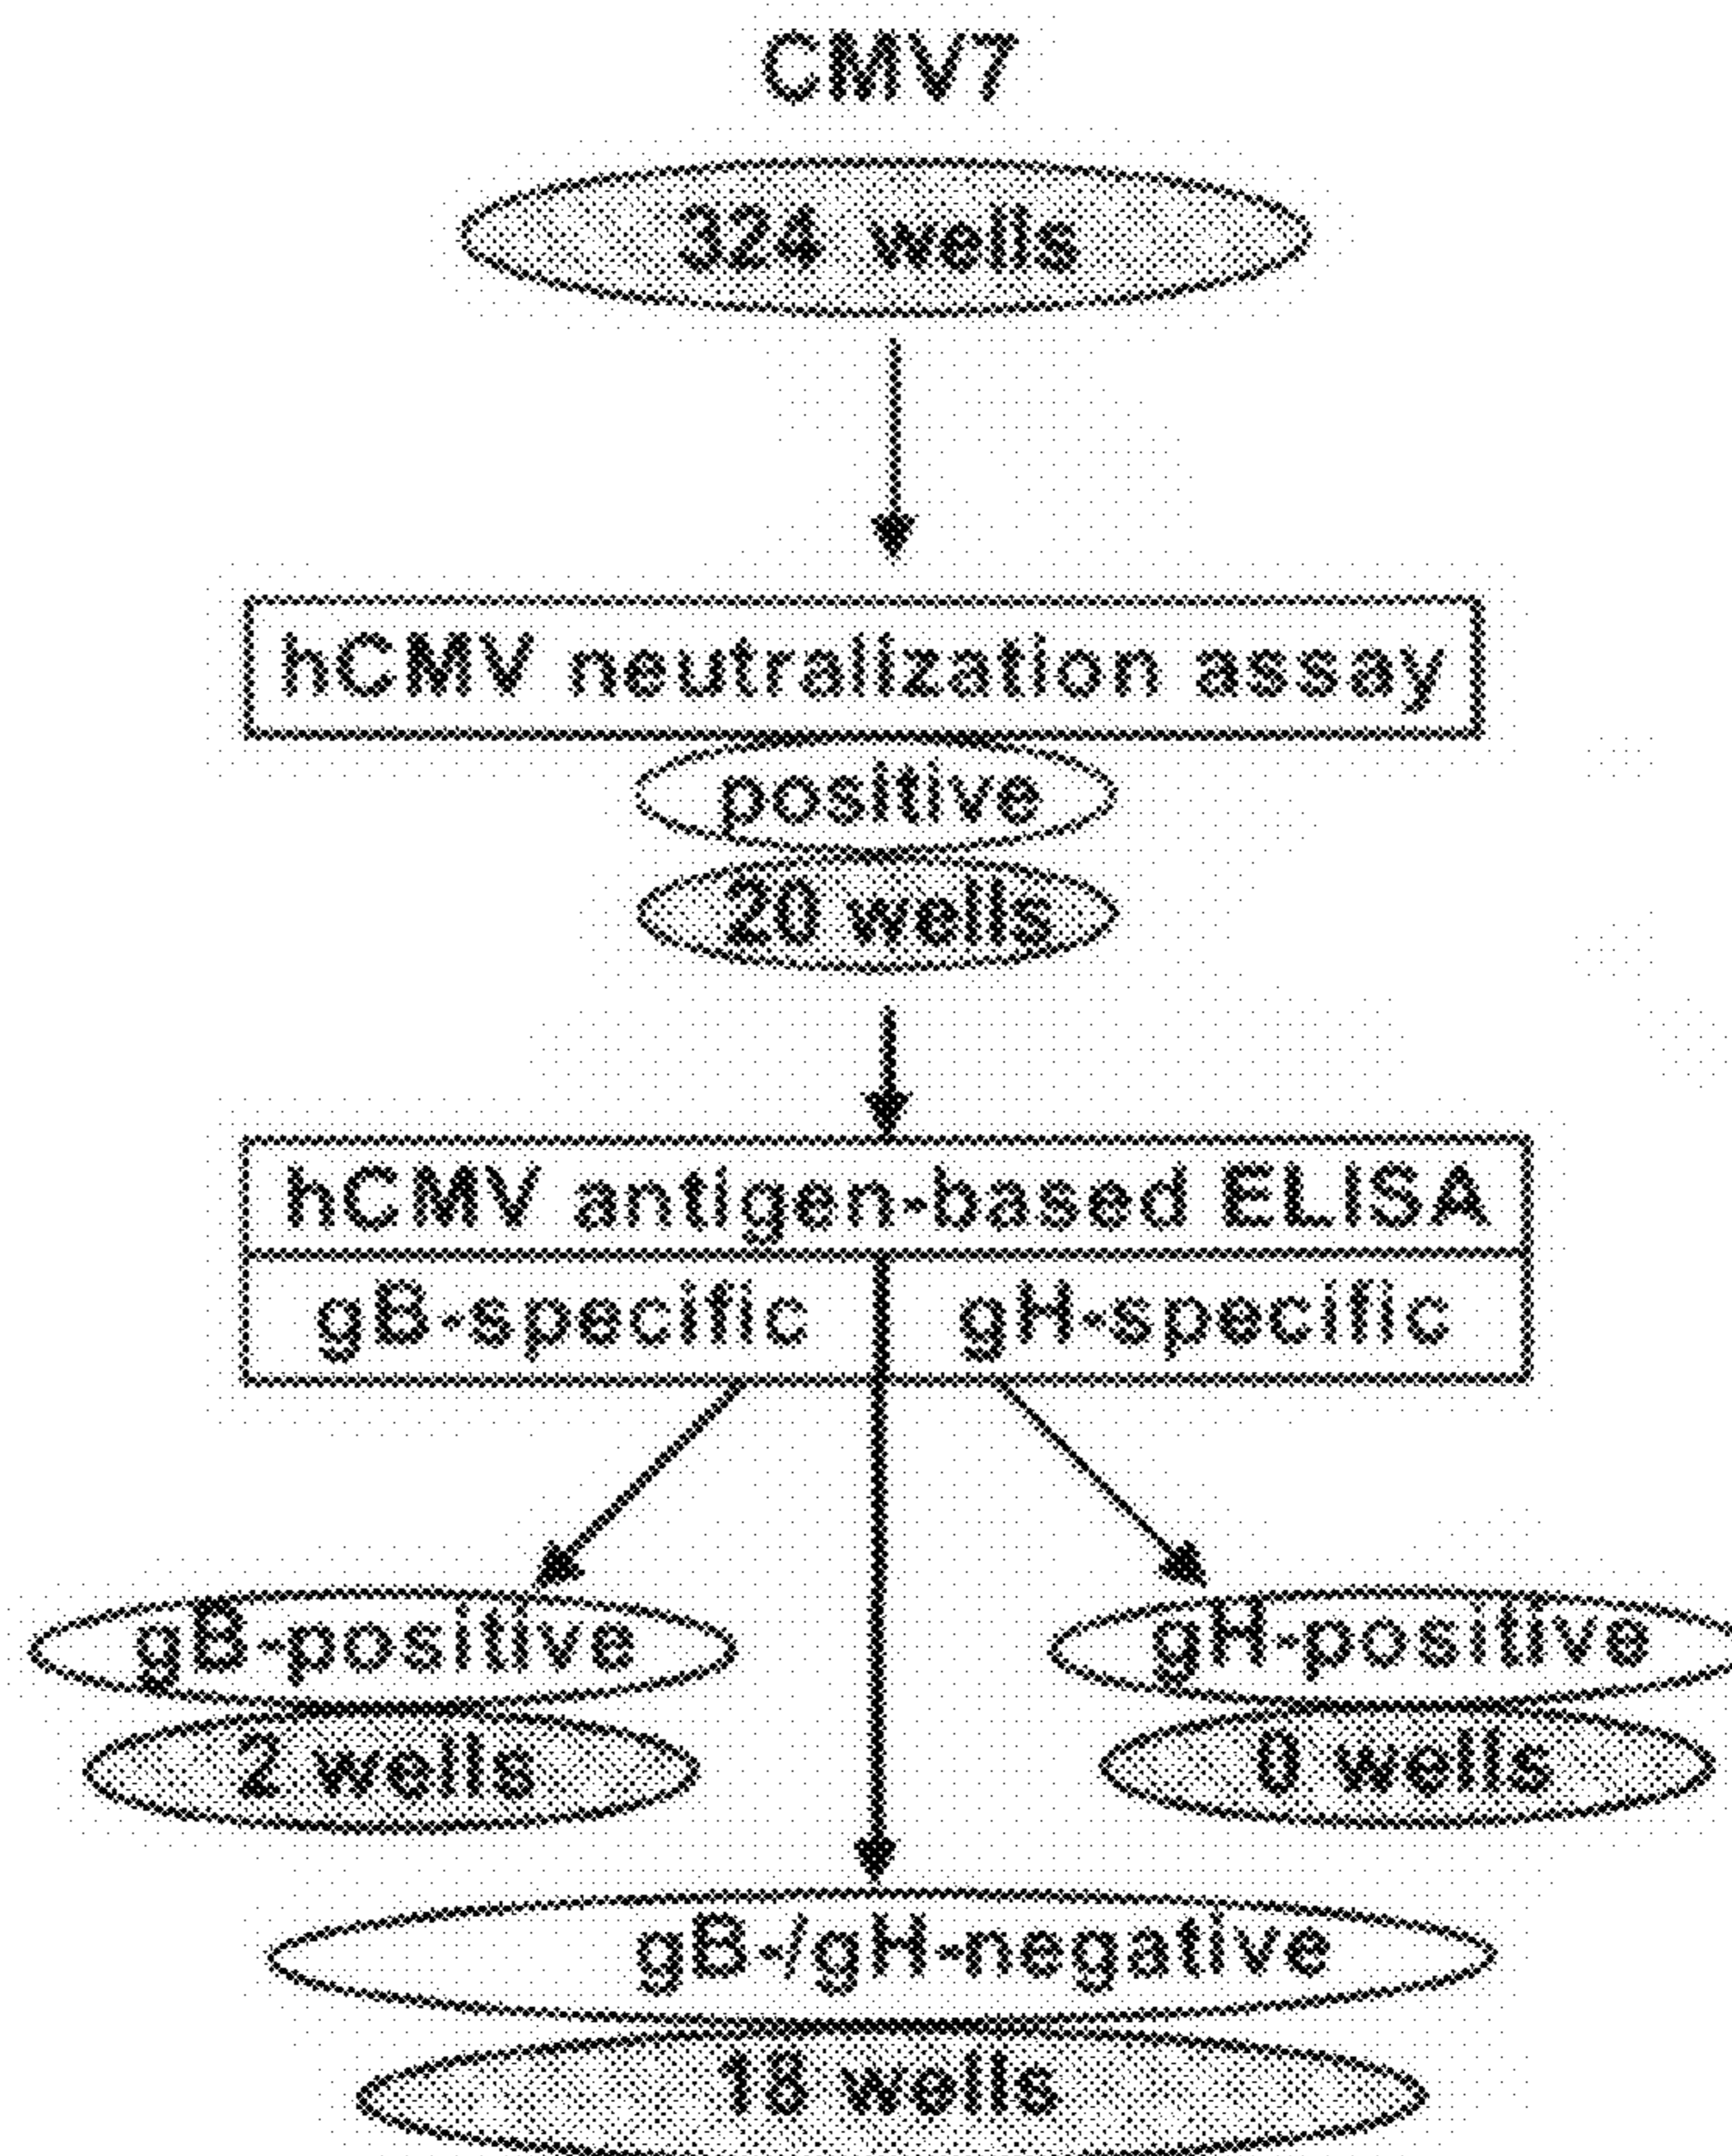 CMV7
324 wells
hCMV neutralization assay
positive
20 wells
hCMV antigen-based ELISA
gB-specific
gH-specific
gB-positive
gH-positive
2 wells
0 wells
gB-/gH-negative
18 wells